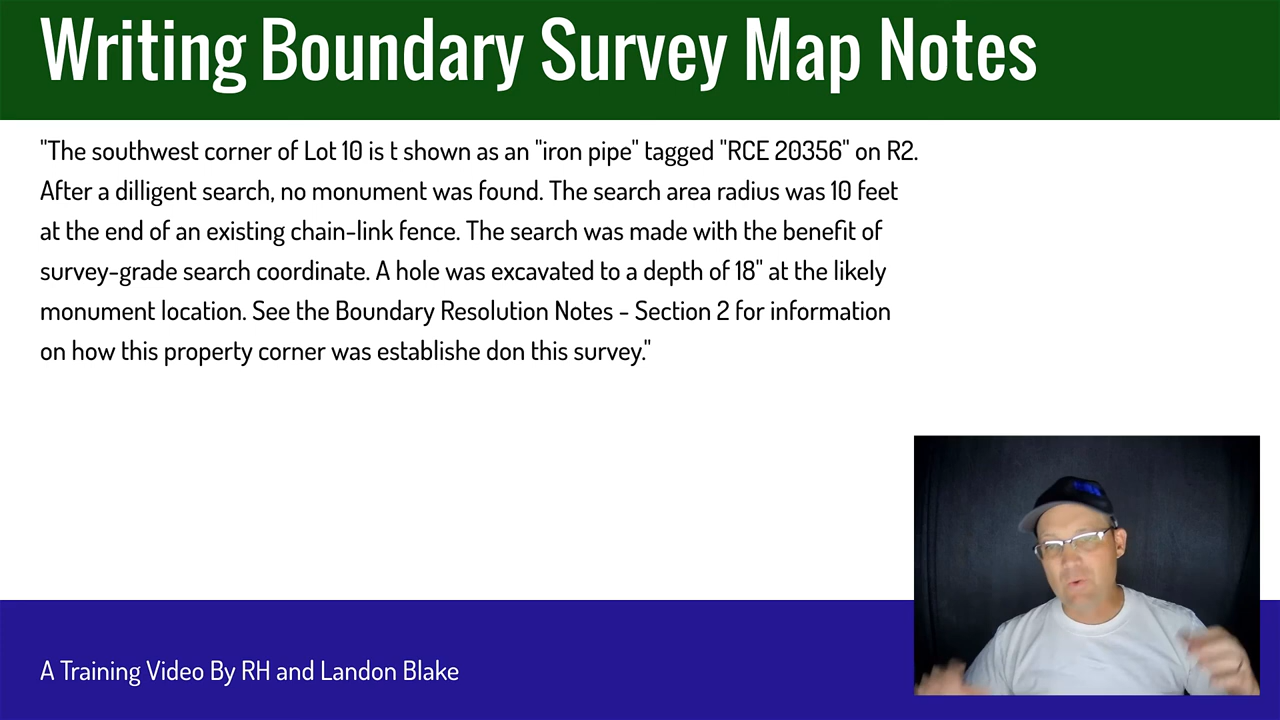 Writing Boundary Survey Map Notes
"The southwest corner of Lot 10 is t shown as an "iron pipe" tagged "RCE 20356" on R2.
After a dilligent search, no monument was found. The search area radius was 10 feet
at the end of an existing chain-link fence. The search was made with the benefit of
survey-grade search coordinate. A hole was excavated to a depth of 18" at the likely
monument location. See the Boundary Resolution Notes - Section 2 for information
on how this property corner was establishe don this survey."
A Training Video By RH and Landon Blake